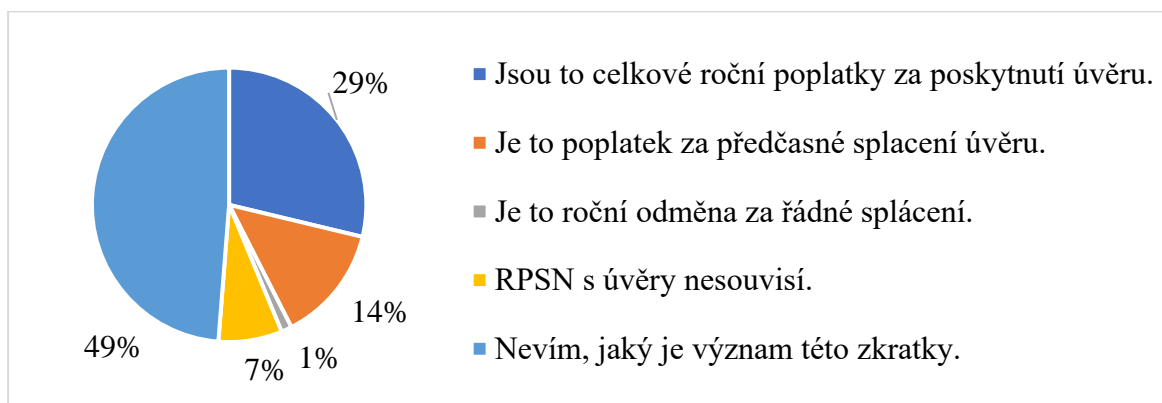 29%
14%
1%
7%
49%
Jsou to celkové roční poplatky za poskytnutí úvěru.
Je to poplatek za předčasné splacení úvěru.
Je to roční odměna za řádné splácení.
RPSN s úvěry nesouvisí.
Nevím, jaký je význam této zkratky.